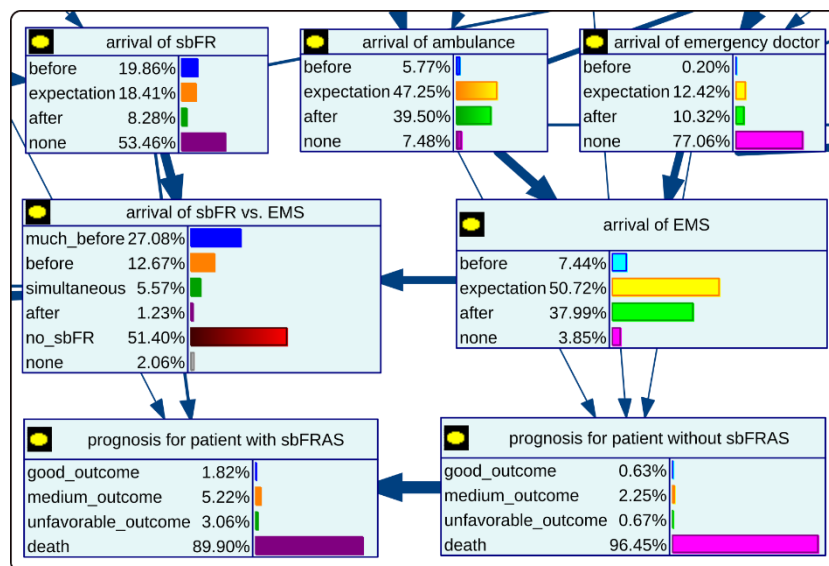 arrival of sbFR
before 19.86%
expectation 18.41%
after 8.28%
none 53.46%
arrival of ambulance
before 5.77%
expectation 47.25%
after 39.50%
none 7.48%
arrival of emergency doctor
before 0.20%
expectation 12.42%
after 10.32%
none 77.06%
arrival of sbFR vs. EMS
much_before 27.08%
before 12.67%
simultaneous 5.57%
after 1.23%
no_sbFR 51.40%
none 2.06%
arrival of EMS
before 7.44%
expectation 50.72%
after 37.99%
none 3.85%
prognosis for patient with sbFRAS
good_outcome 1.82%
medium_outcome 5.22%
unfavorable_outcome 3.06%
death 89.90%
prognosis for patient without sbFRAS
good_outcome 0.63%
medium_outcome 2.25%
unfavorable_outcome 0.67%
death 96.45%